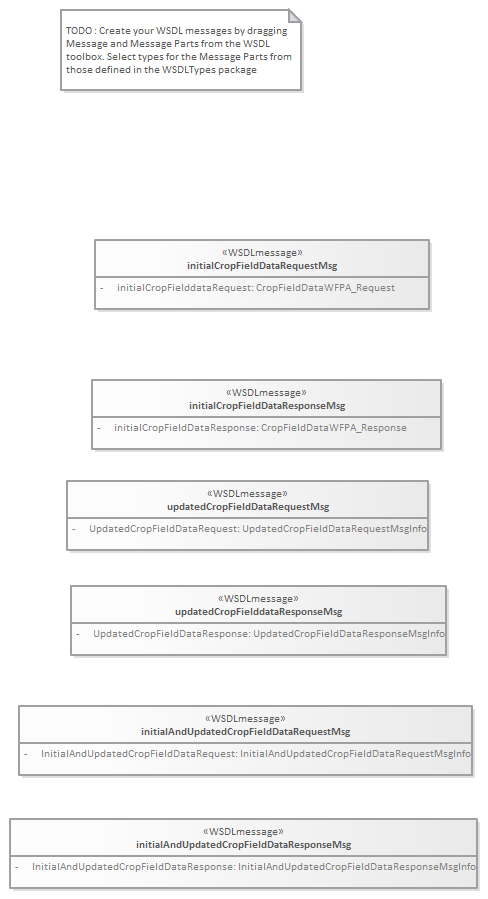 TODO : Create your WSDL messages by dragging
Message and Message Parts from the WSDL
toolbox. Select types for the Message Parts from
those defined in the WSDLTypes package
«WSDLmessage»
initialCropFieldDataRequestMsg
- initialCropFielddataRequest: CropFieldDataWFPA_Request
«WSDLmessage»
initialCropFieldDataResponseMsg
- initialCropFieldDataResponse: CropFieldDataWFPA_Response
«WSDLmessage»
updatedCropFieldDataRequestMsg
- UpdatedCropFieldDataRequest: UpdatedCropFieldDataRequestMsgInfo
«WSDLmessage»
updatedCropFielddataResponseMsg
- UpdatedCropFieldDataResponse: UpdatedCropFieldDataResponseMsgInfo
«WSDLmessage»
initialAndUpdatedCropFieldDataRequestMsg
- InitialAndUpdatedCropFieldDataRequest: InitialAndUpdatedCropFieldDataRequestMsgInfo
«WSDLmessage»
initialAndUpdatedCropFieldDataResponseMsg
- InitialAndUpdatedCropFieldDataResponse: InitialAndUpdatedCropFieldDataResponseMsgInfo